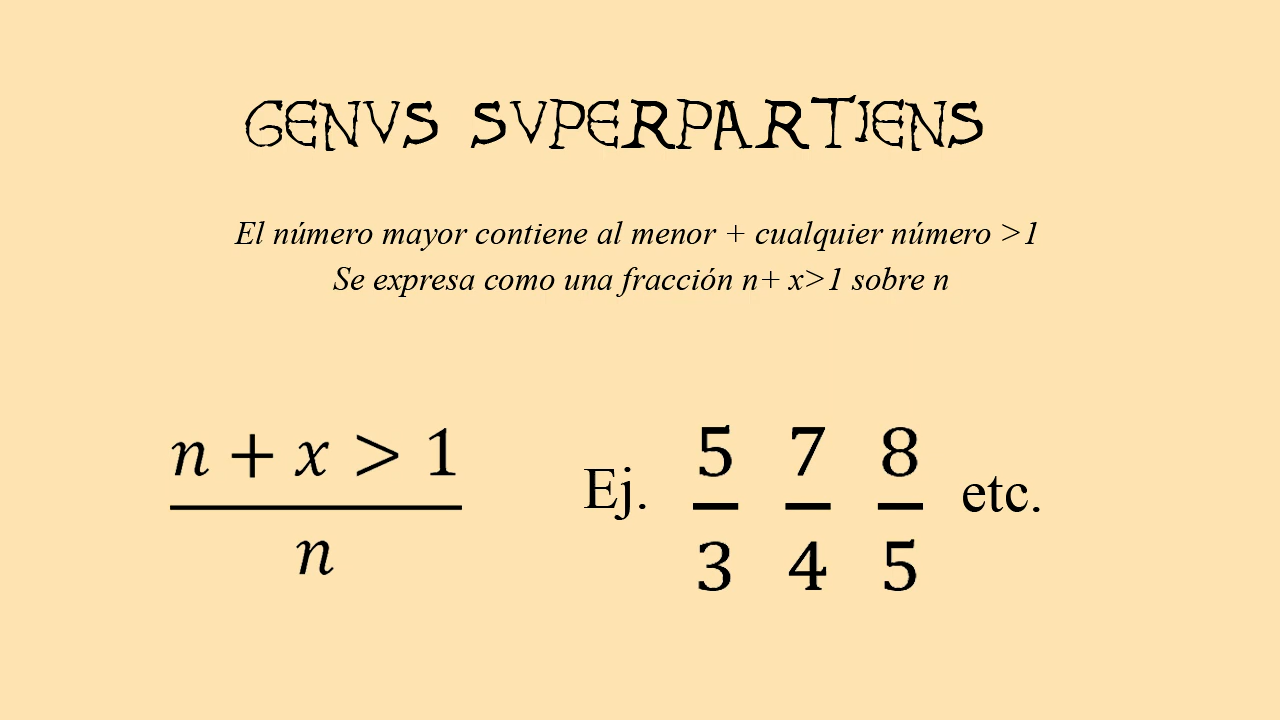 GENVS SVPERPARTIENS
El número mayor contiene al menor + cualquier número >1
Se expresa como una fracción n+ x>1 sobre n
n + x > 1
n
Ej.
5 7 8
3 4 5
etc.